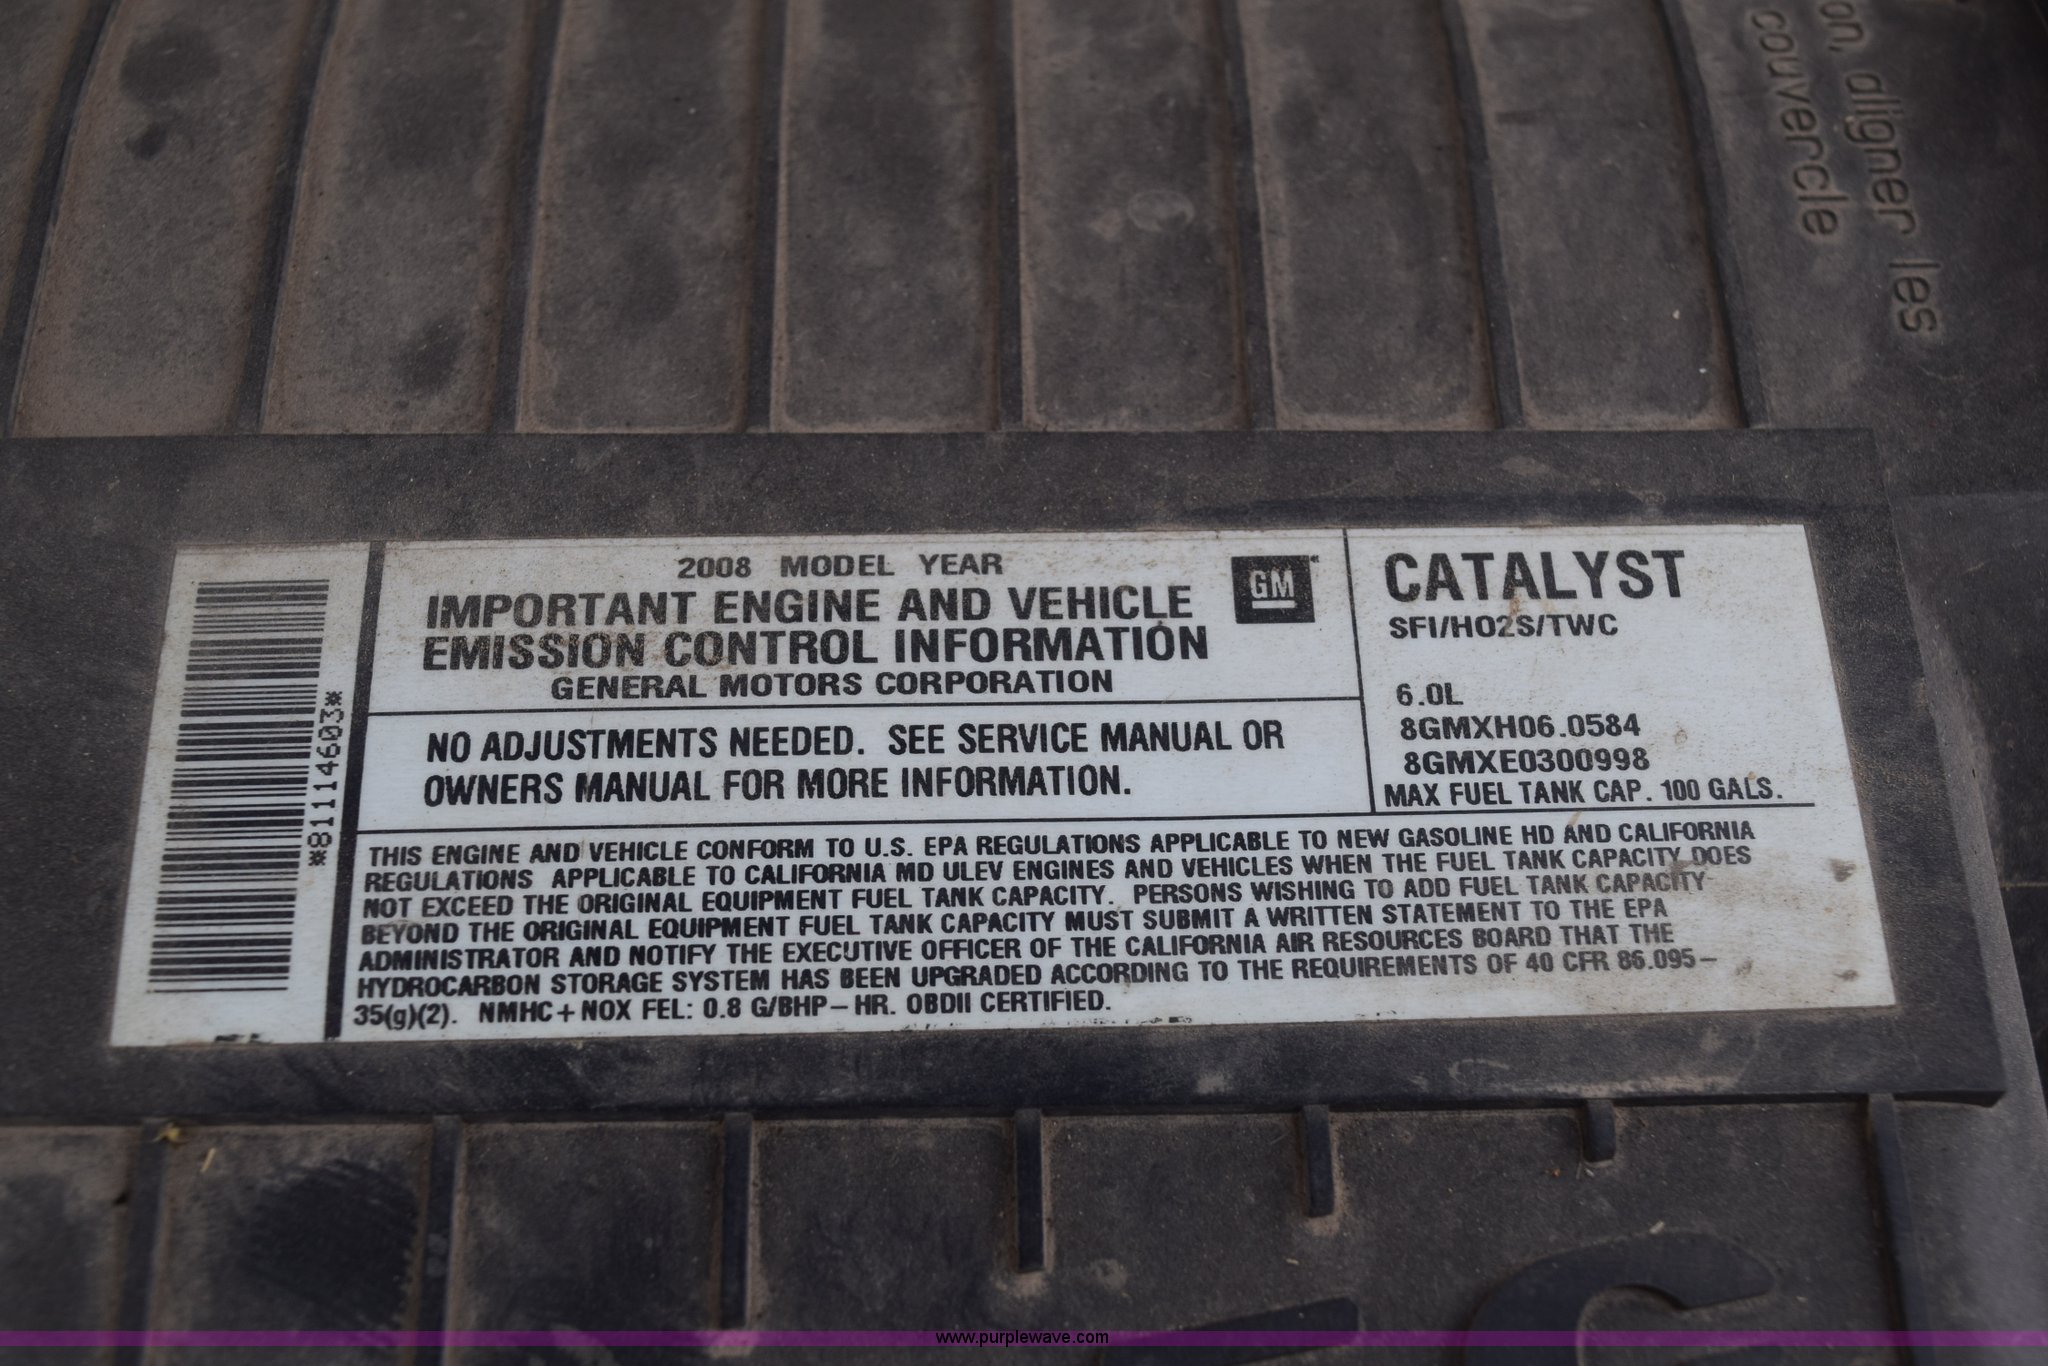 on, aligner les
couvercle
2008 MODEL YEAR
IMPORTANT ENGINE AND VEHICLE
EMISSION CONTROL INFORMATION
GENERAL MOTORS CORPORATION
GM
NO ADJUSTMENTS NEEDED. SEE SERVICE MANUAL OR
OWNERS MANUAL FOR MORE INFORMATION.
CATALYST
SFI/HO2S/TWC
6.0L
8GMXH06.0584
8GMXE0300998
MAX FUEL TANK CAP. 100 GALS.
*81114603*
THIS ENGINE AND VEHICLE CONFORM TO U.S. EPA REGULATIONS APPLICABLE TO NEW GASOLINE HD AND CALIFORNIA
REGULATIONS APPLICABLE TO CALIFORNIA MD ULEV ENGINES AND VEHICLES WHEN THE FUEL TANK CAPACITY DOES
NOT EXCEED THE ORIGINAL EQUIPMENT FUEL TANK CAPACITY. PERSONS WISHING TO ADD FUEL TANK CAPACITY
BEYOND THE ORIGINAL EQUIPMENT FUEL TANK CAPACITY MUST SUBMIT A WRITTEN STATEMENT TO THE EPA
ADMINISTRATOR AND NOTIFY THE EXECUTIVE OFFICER OF THE CALIFORNIA AIR RESOURCES BOARD THAT THE
HYDROCARBON STORAGE SYSTEM HAS BEEN UPGRADED ACCORDING TO THE REQUIREMENTS OF 40 CFR 86.095-
35(g)(2). NMHC+NOX FEL: 0.8 G/BHP-HR. OBDII CERTIFIED.
www.purplewave.com